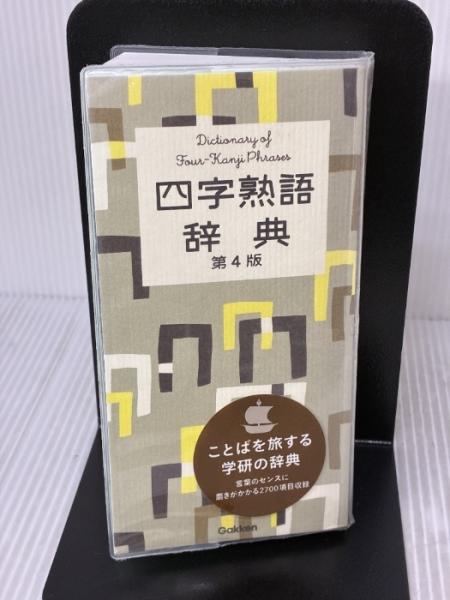 Dictionary of
Four-Kanji Phrases
四字熟語
辞典
第4版
ことばを旅する
学研の辞典
言葉のセンスに
磨きがかかる2700項目収録
Gakken